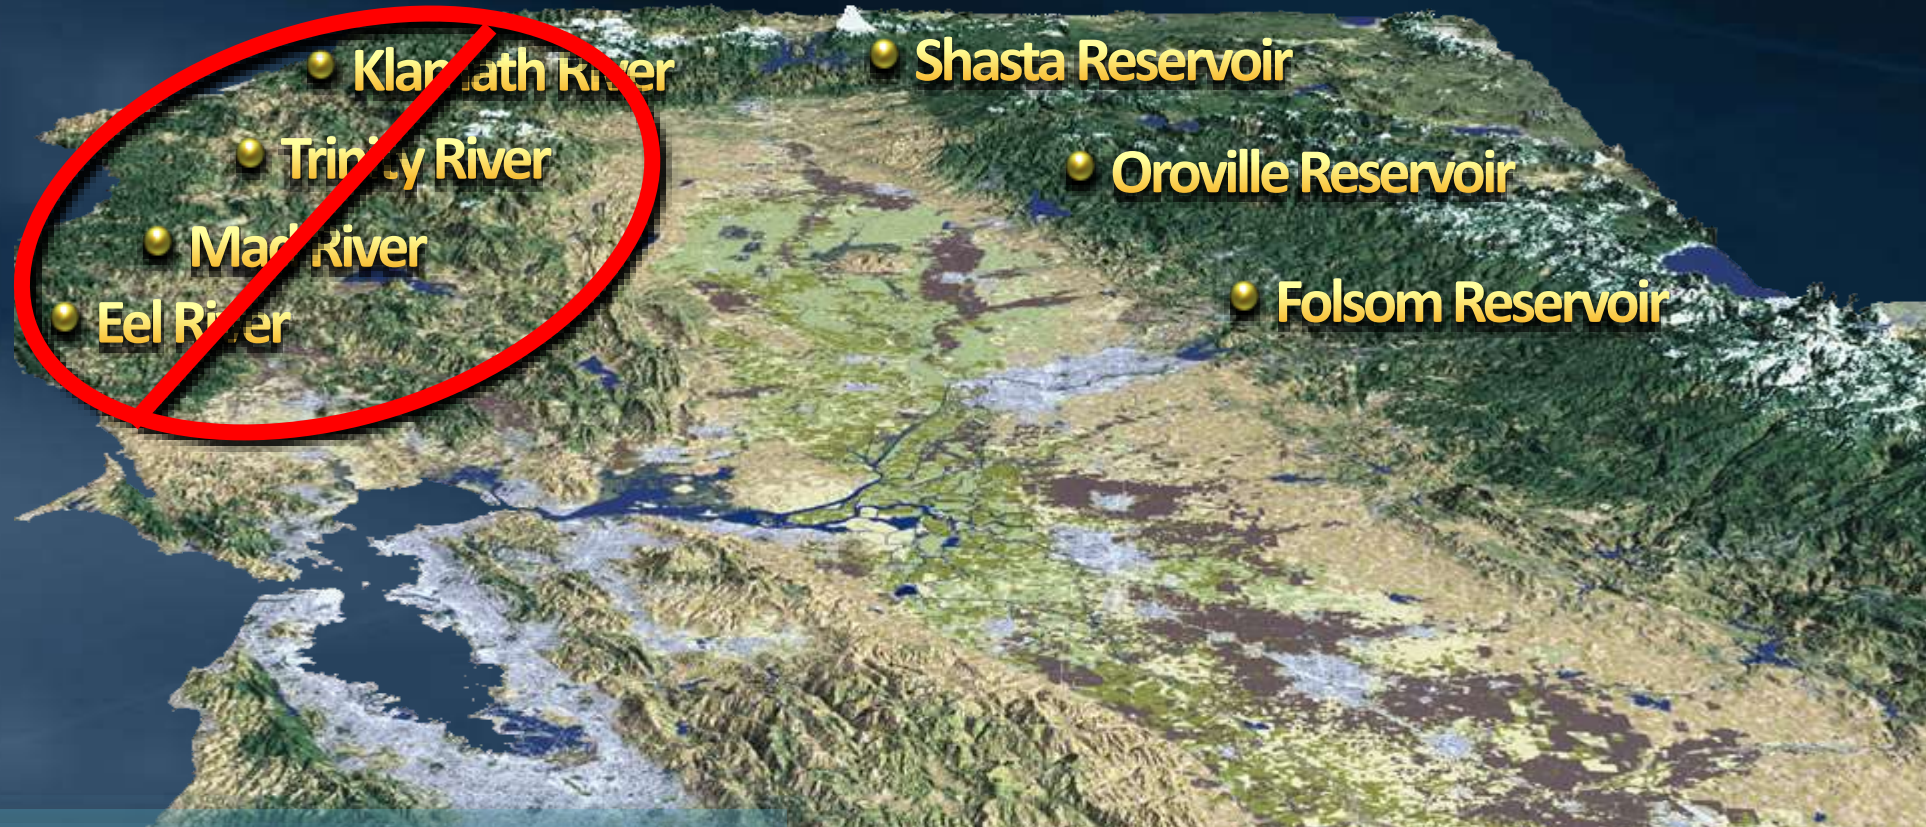 Klamath River
Shasta Reservoir
Trinity River
Oroville Reservoir
Mad River
Folsom Reservoir
Eel River